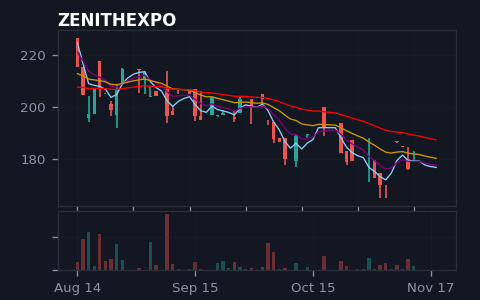 ZENITHEXPO
220
200
180
Aug 14
Sep 15
Oct 15
Nov 17